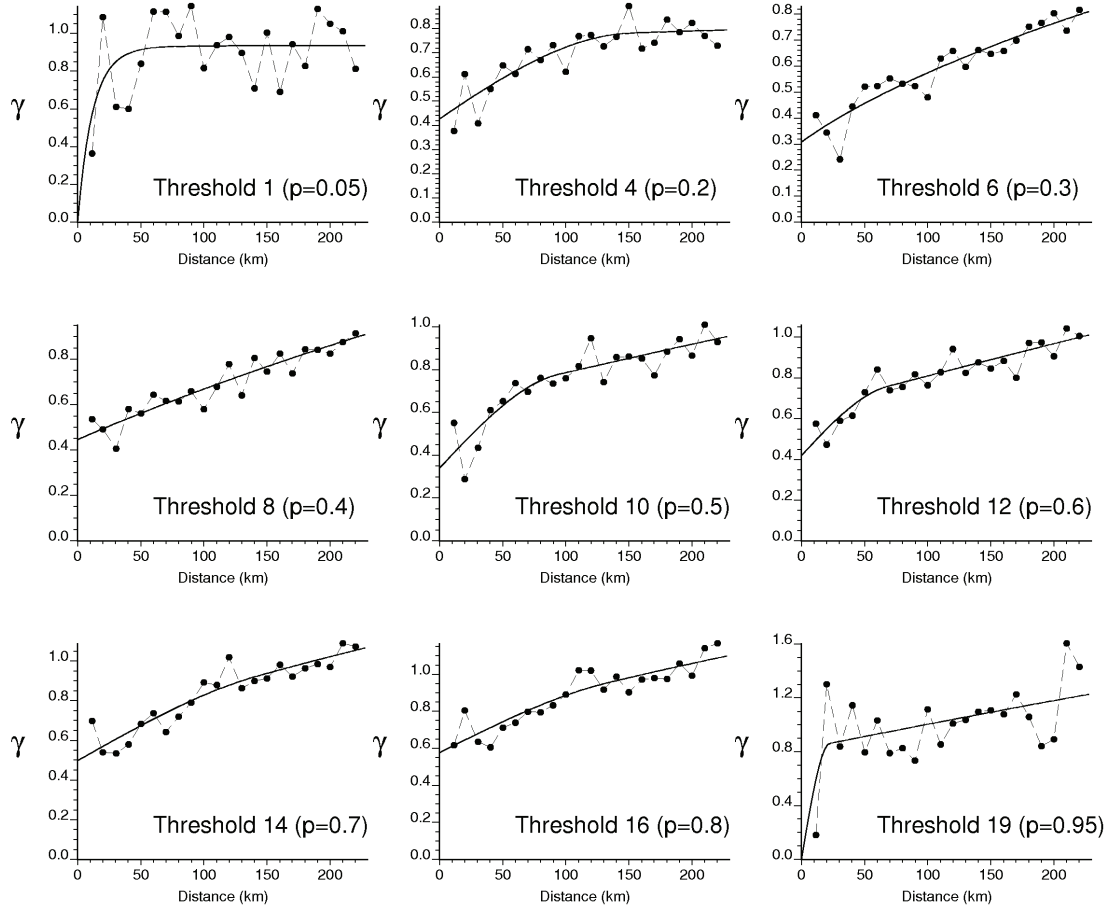 γ
1.0
0.8
0.6
0.4
0.2
0.0
0 50 100 150 200
Distance (km)
Threshold 1 (p=0.05)
γ
0.8
0.7
0.6
0.5
0.4
0.3
0.2
0.1
0.0
0 50 100 150 200
Distance (km)
Threshold 4 (p=0.2)
γ
0.8
0.7
0.6
0.5
0.4
0.3
0.2
0.1
0.0
0 50 100 150 200
Distance (km)
Threshold 6 (p=0.3)
γ
0.8
0.6
0.4
0.2
0.0
0 50 100 150 200
Distance (km)
Threshold 8 (p=0.4)
γ
1.0
0.8
0.6
0.4
0.2
0.0
0 50 100 150 200
Distance (km)
Threshold 10 (p=0.5)
γ
1.0
0.8
0.6
0.4
0.2
0.0
0 50 100 150 200
Distance (km)
Threshold 12 (p=0.6)
γ
1.0
0.8
0.6
0.4
0.2
0.0
0 50 100 150 200
Distance (km)
Threshold 14 (p=0.7)
γ
1.0
0.8
0.6
0.4
0.2
0.0
0 50 100 150 200
Distance (km)
Threshold 16 (p=0.8)
γ
1.6
1.2
0.8
0.4
0.0
0 50 100 150 200
Distance (km)
Threshold 19 (p=0.95)